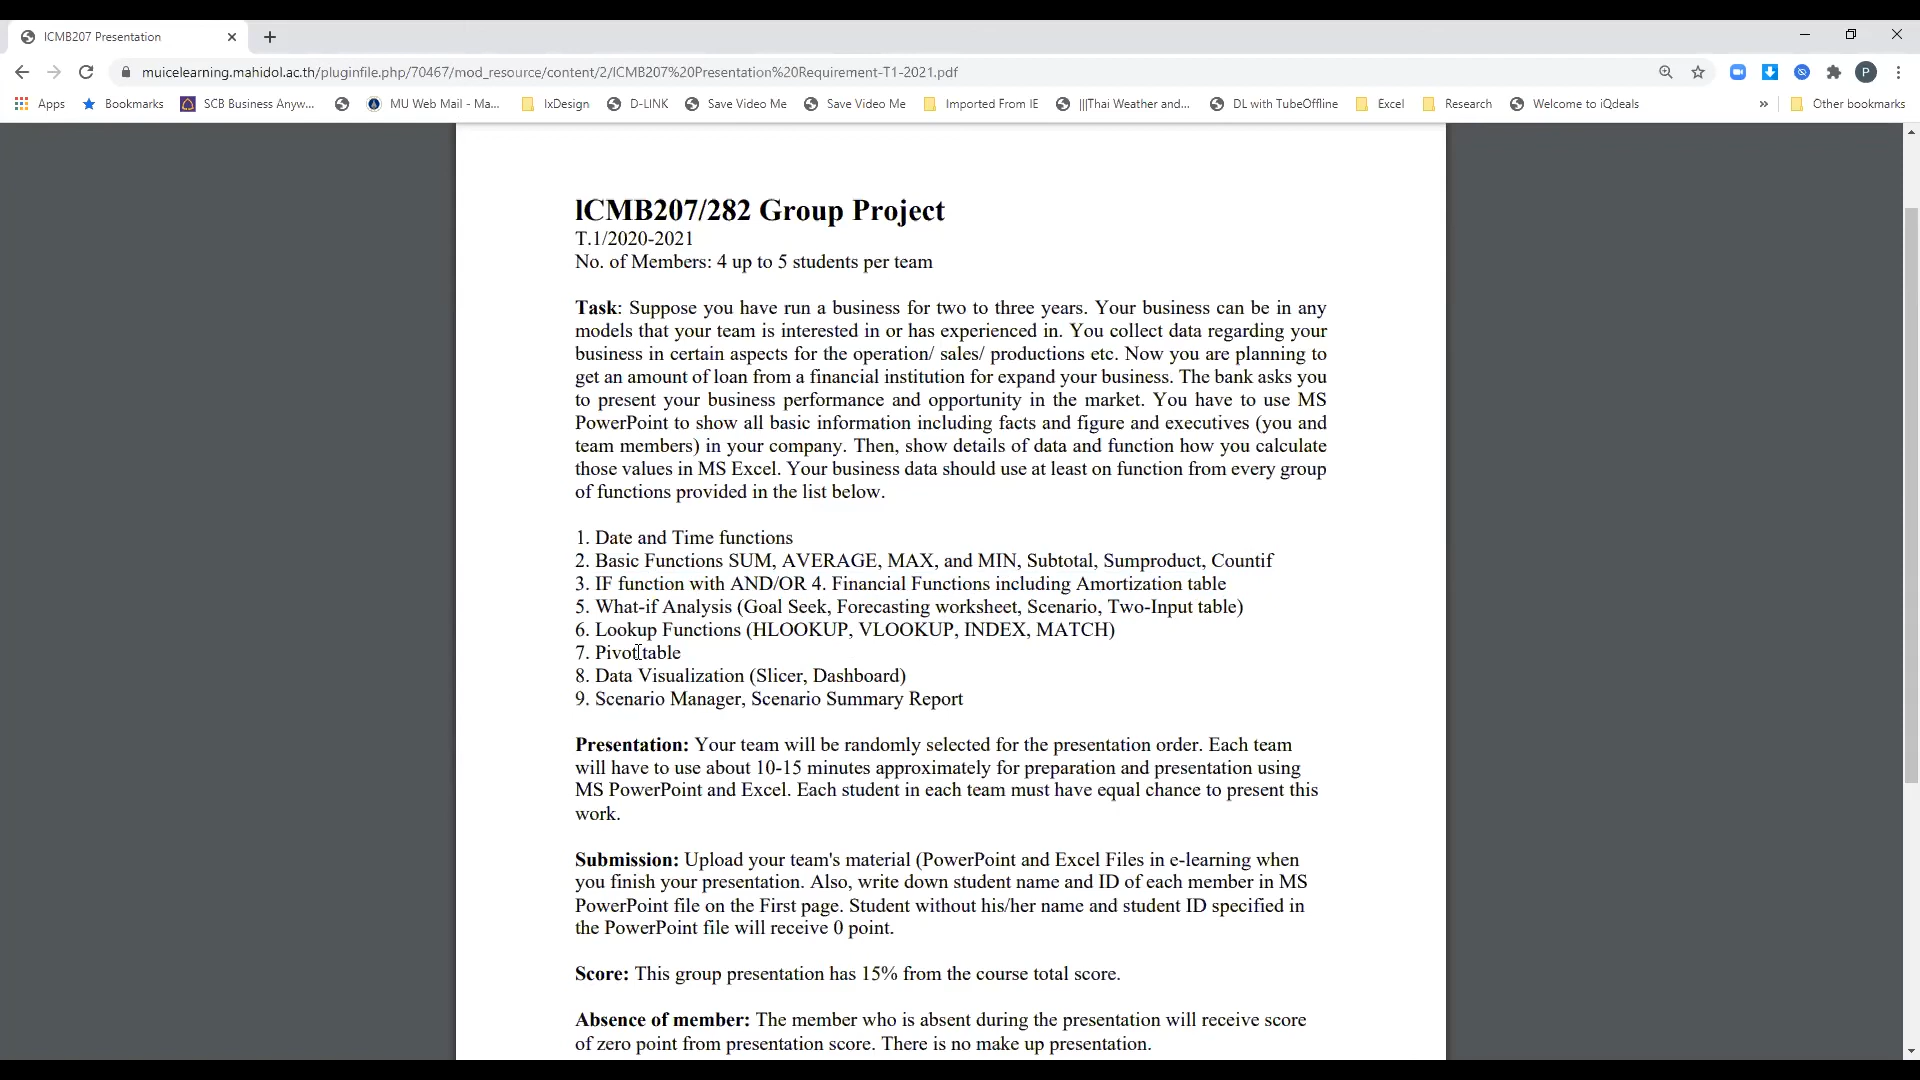 ICMB207 Presentation
muicelearning.mahidol.ac.th/pluginfile.php/70467/mod_resource/content/2/ICMB207%20Presentation%20Requirement-T1-2021.pdf
P
Apps Bookmarks SCB Business Anyw... MU Web Mail - Ma... IxDesign D-LINK Save Video Me Save Video Me Imported From IE |||Thai Weather and... DL with TubeOffline Excel Research Welcome to iQdeals » Other bookmarks
ICMB207/282 Group Project
T.1/2020-2021
No. of Members: 4 up to 5 students per team
Task: Suppose you have run a business for two to three years. Your business can be in any
models that your team is interested in or has experienced in. You collect data regarding your
business in certain aspects for the operation/ sales/ productions etc. Now you are planning to
get an amount of loan from a financial institution for expand your business. The bank asks you
to present your business performance and opportunity in the market. You have to use MS
PowerPoint to show all basic information including facts and figure and executives (you and
team members) in your company. Then, show details of data and function how you calculate
those values in MS Excel. Your business data should use at least on function from every group
of functions provided in the list below.
1. Date and Time functions
2. Basic Functions SUM, AVERAGE, MAX, and MIN, Subtotal, Sumproduct, Countif
3. IF function with AND/OR 4. Financial Functions including Amortization table
5. What-if Analysis (Goal Seek, Forecasting worksheet, Scenario, Two-Input table)
6. Lookup Functions (HLOOKUP, VLOOKUP, INDEX, MATCH)
7. Pivot table
8. Data Visualization (Slicer, Dashboard)
9. Scenario Manager, Scenario Summary Report
Presentation: Your team will be randomly selected for the presentation order. Each team
will have to use about 10-15 minutes approximately for preparation and presentation using
MS PowerPoint and Excel. Each student in each team must have equal chance to present this
work.
Submission: Upload your team's material (PowerPoint and Excel Files in e-learning when
you finish your presentation. Also, write down student name and ID of each member in MS
PowerPoint file on the First page. Student without his/her name and student ID specified in
the PowerPoint file will receive 0 point.
Score: This group presentation has 15% from the course total score.
Absence of member: The member who is absent during the presentation will receive score
of zero point from presentation score. There is no make up presentation.